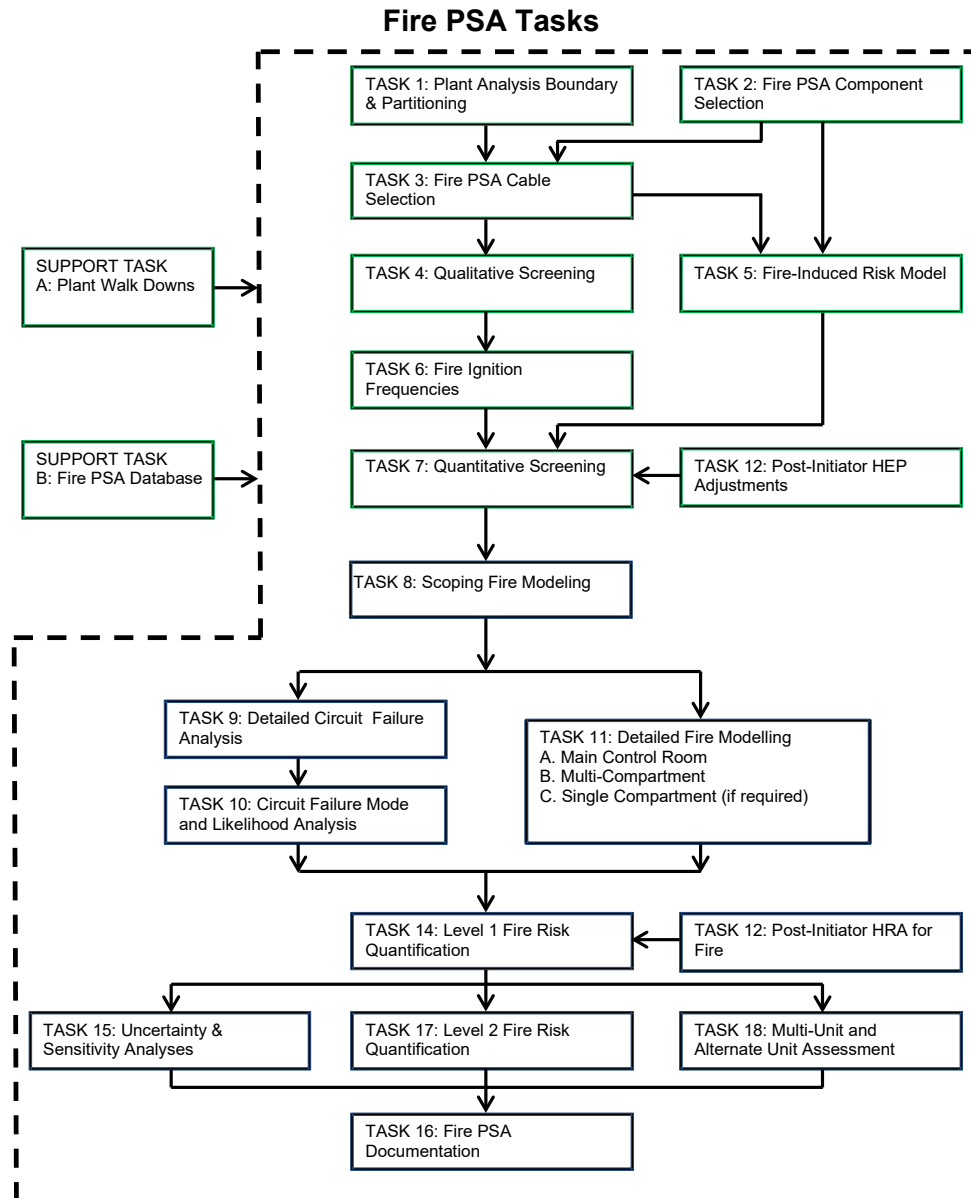 Fire PSA Tasks
TASK 1: Plant Analysis Boundary
& Partitioning
TASK 2: Fire PSA Component
Selection
TASK 3: Fire PSA Cable
Selection
SUPPORT TASK
A: Plant Walk Downs
TASK 4: Qualitative Screening
TASK 5: Fire-Induced Risk Model
TASK 6: Fire Ignition
Frequencies
SUPPORT TASK
B: Fire PSA Database
TASK 7: Quantitative Screening
TASK 12: Post-Initiator HEP
Adjustments
TASK 8: Scoping Fire Modeling
TASK 9: Detailed Circuit Failure
Analysis
TASK 10: Circuit Failure Mode
and Likelihood Analysis
TASK 11: Detailed Fire Modelling
A. Main Control Room
B. Multi-Compartment
C. Single Compartment (if required)
TASK 14: Level 1 Fire Risk
Quantification
TASK 12: Post-Initiator HRA for
Fire
TASK 15: Uncertainty &
Sensitivity Analyses
TASK 17: Level 2 Fire Risk
Quantification
TASK 18: Multi-Unit and
Alternate Unit Assessment
TASK 16: Fire PSA
Documentation